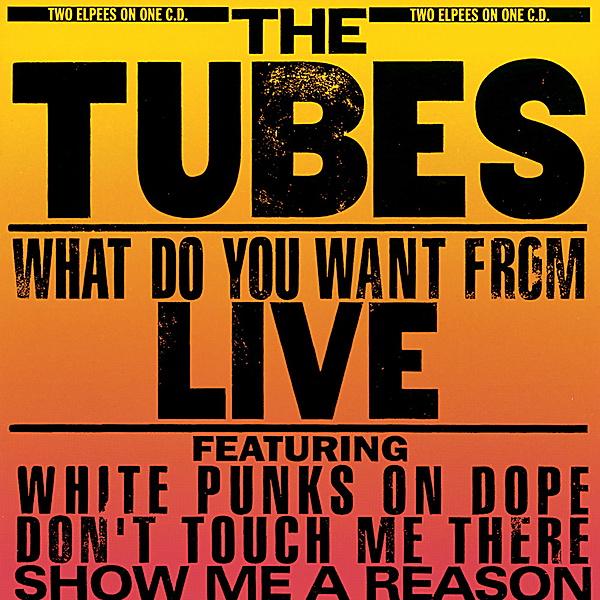 TWO ELPEES ON ONE C.D. TWO ELPEES ON ONE C.D.
THE
TUBES
WHAT DO YOU WANT FROM
LIVE
FEATURING
WHITE PUNKS ON DOPE
DON'T TOUCH ME THERE
SHOW ME A REASON